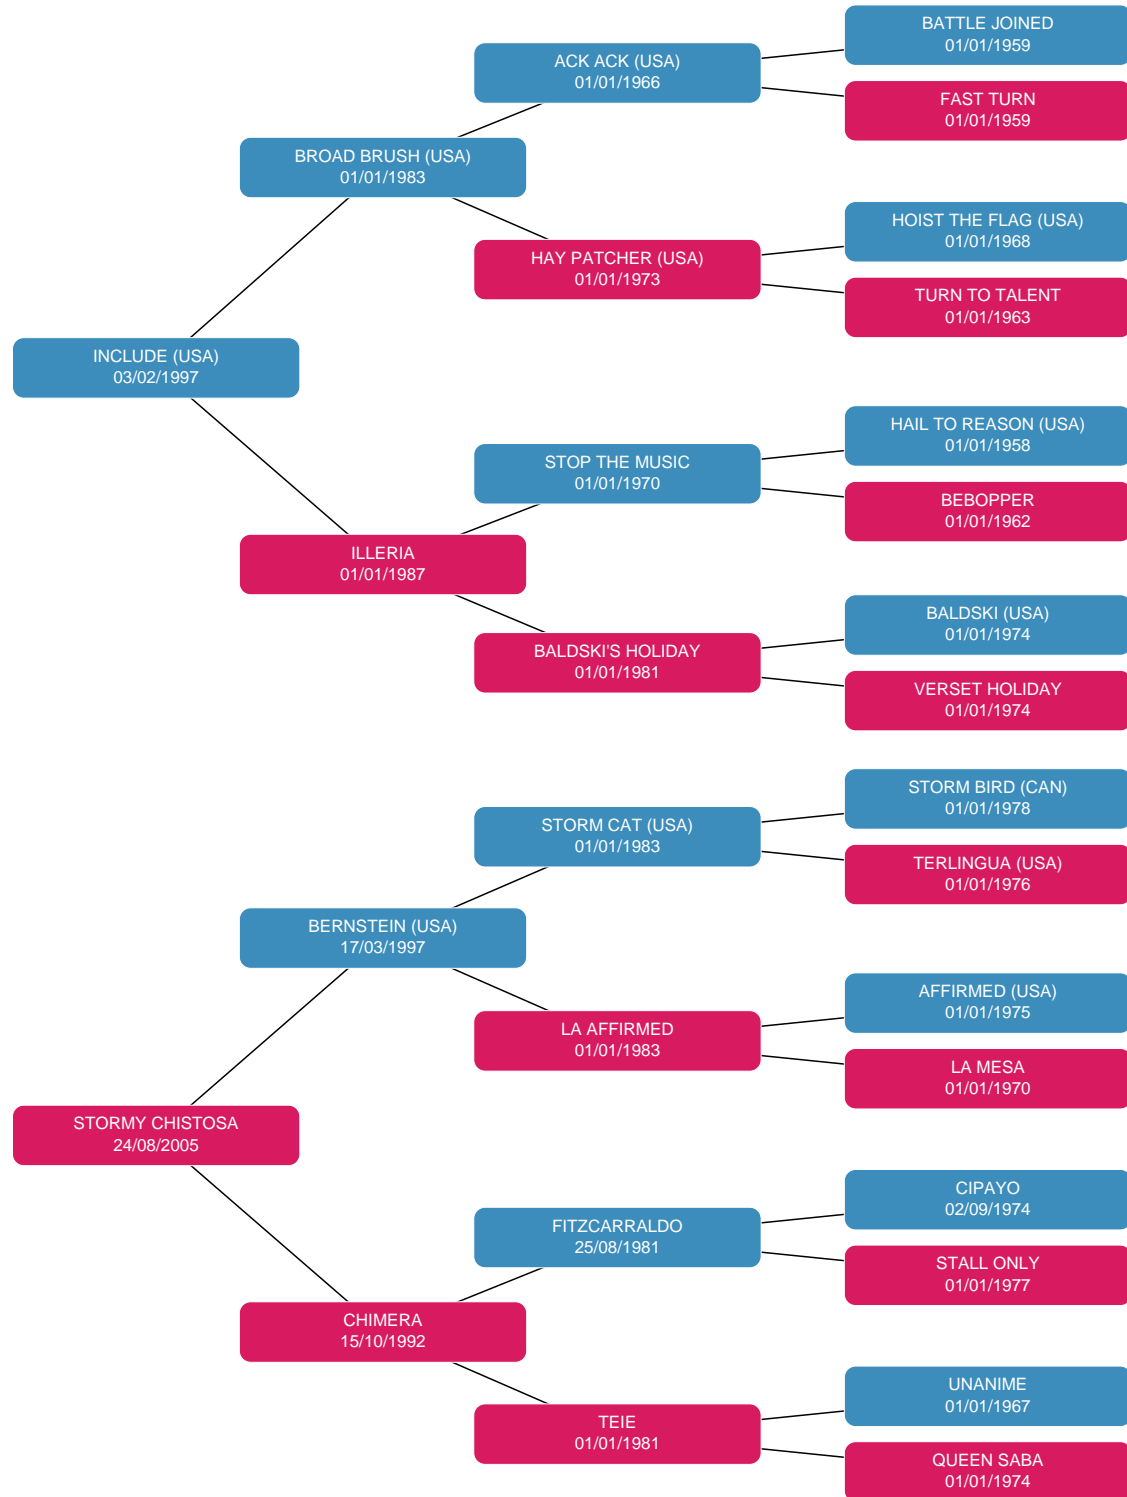 BATTLE JOINED
01/01/1959
ACK ACK (USA)
01/01/1966
FAST TURN
01/01/1959
BROAD BRUSH (USA)
01/01/1983
HOIST THE FLAG (USA)
01/01/1968
HAY PATCHER (USA)
01/01/1973
TURN TO TALENT
01/01/1963
INCLUDE (USA)
03/02/1997
HAIL TO REASON (USA)
01/01/1958
STOP THE MUSIC
01/01/1970
BEBOPPER
01/01/1962
ILLERIA
01/01/1987
BALDSKI (USA)
01/01/1974
BALDSKI'S HOLIDAY
01/01/1981
VERSET HOLIDAY
01/01/1974
STORM BIRD (CAN)
01/01/1978
STORM CAT (USA)
01/01/1983
TERLINGUA (USA)
01/01/1976
BERNSTEIN (USA)
17/03/1997
AFFIRMED (USA)
01/01/1975
LA AFFIRMED
01/01/1983
LA MESA
01/01/1970
STORMY CHISTOSA
24/08/2005
CIPAYO
02/09/1974
FITZCARRALDO
25/08/1981
STALL ONLY
01/01/1977
CHIMERA
15/10/1992
UNANIME
01/01/1967
TEIE
01/01/1981
QUEEN SABA
01/01/1974